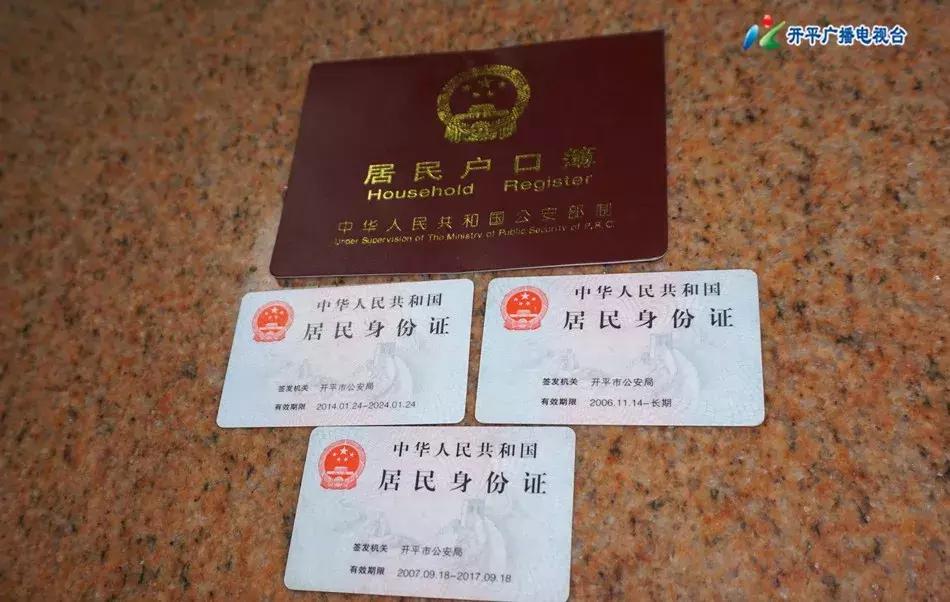 开平广播电视台
居民户口簿
Household Register
中华人民共和国公安部制
Under Supervision of The Ministry of Public Security of P.R.C.
中华人民共和国
居民身份证
签发机关 开平市公安局
有效期限 2014.01.24-2024.01.24
中华人民共和国
居民身份证
签发机关 开平市公安局
有效期限 2006.11.14-长期
中华人民共和国
居民身份证
签发机关 开平市公安局
有效期限 2007.09.18-2017.09.18